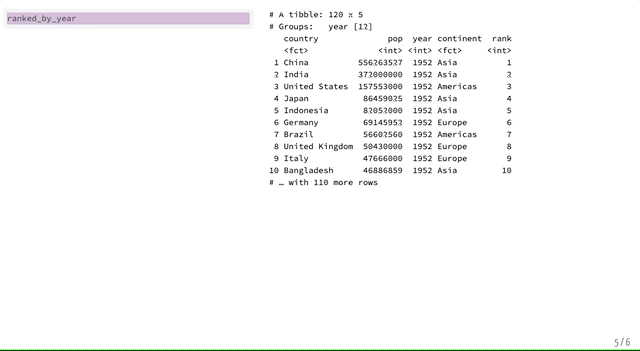 ranked_by_year
# A tibble: 120 x 5
# Groups:   year [12]
   country              pop  year continent  rank
   <fct>              <int> <int> <fct>     <int>
 1 China          556263527  1952 Asia          1
 2 India          372000000  1952 Asia          2
 3 United States  157553000  1952 Americas      3
 4 Japan           86459025  1952 Asia          4
 5 Indonesia       82052000  1952 Asia          5
 6 Germany         69145952  1952 Europe        6
 7 Brazil          56602560  1952 Americas      7
 8 United Kingdom  50430000  1952 Europe        8
 9 Italy           47666000  1952 Europe        9
10 Bangladesh      46886859  1952 Asia         10
# … with 110 more rows
5/6